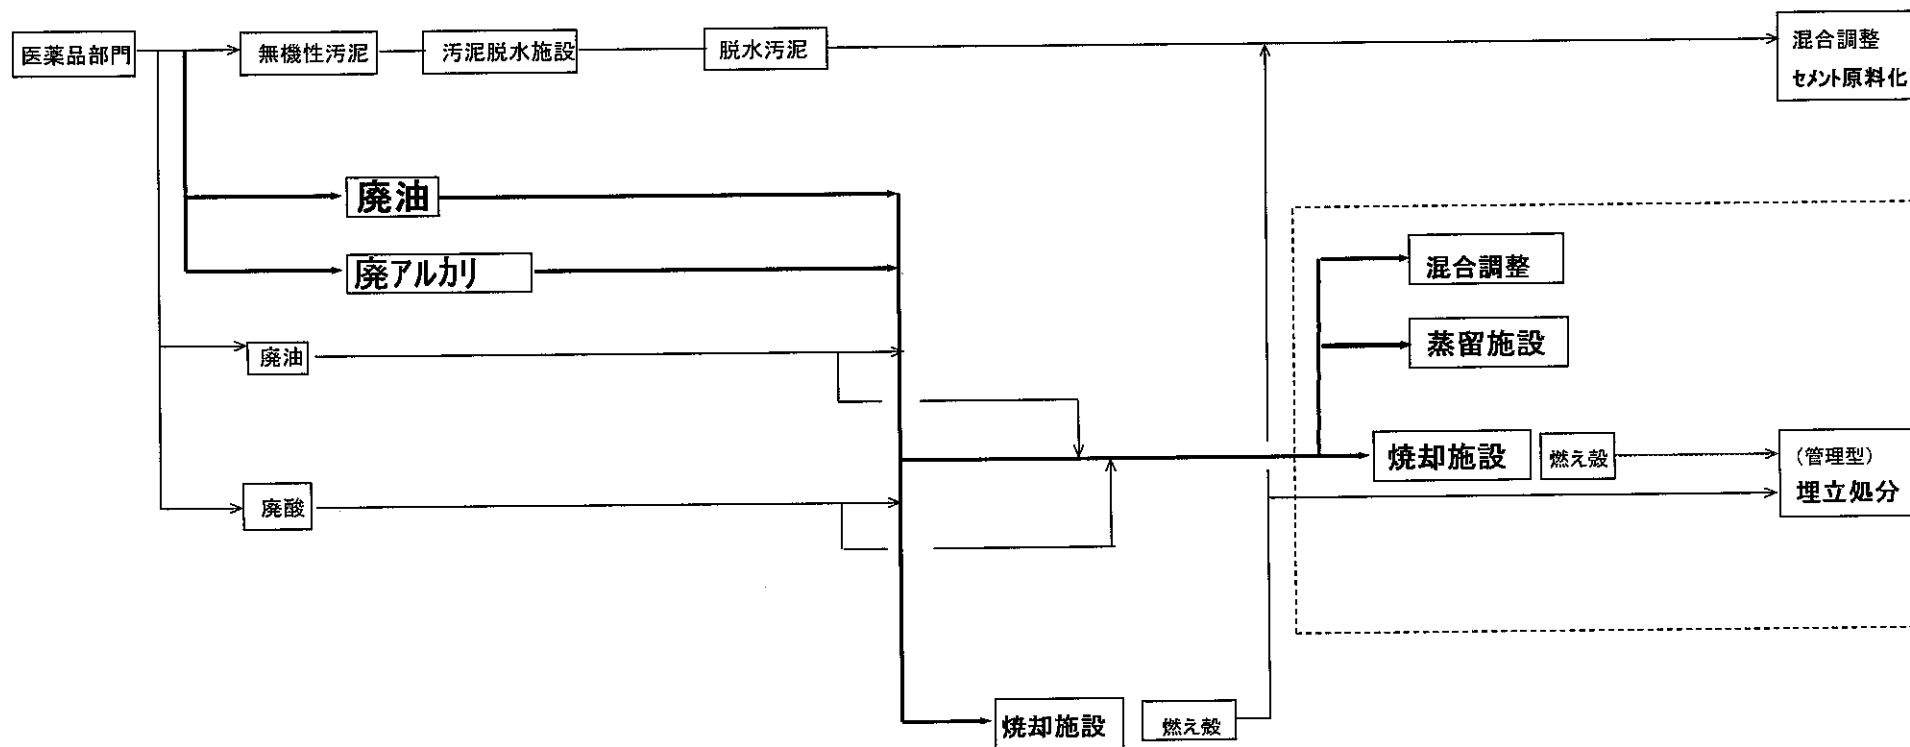 医薬品部門
無機性汚泥
汚泥脱水施設
脱水汚泥
混合調整
セメント原料化
廃油
廃アルカリ
混合調整
蒸留施設
廃油
焼却施設
燃え殻
(管理型)
埋立処分
廃酸
焼却施設
燃え殻